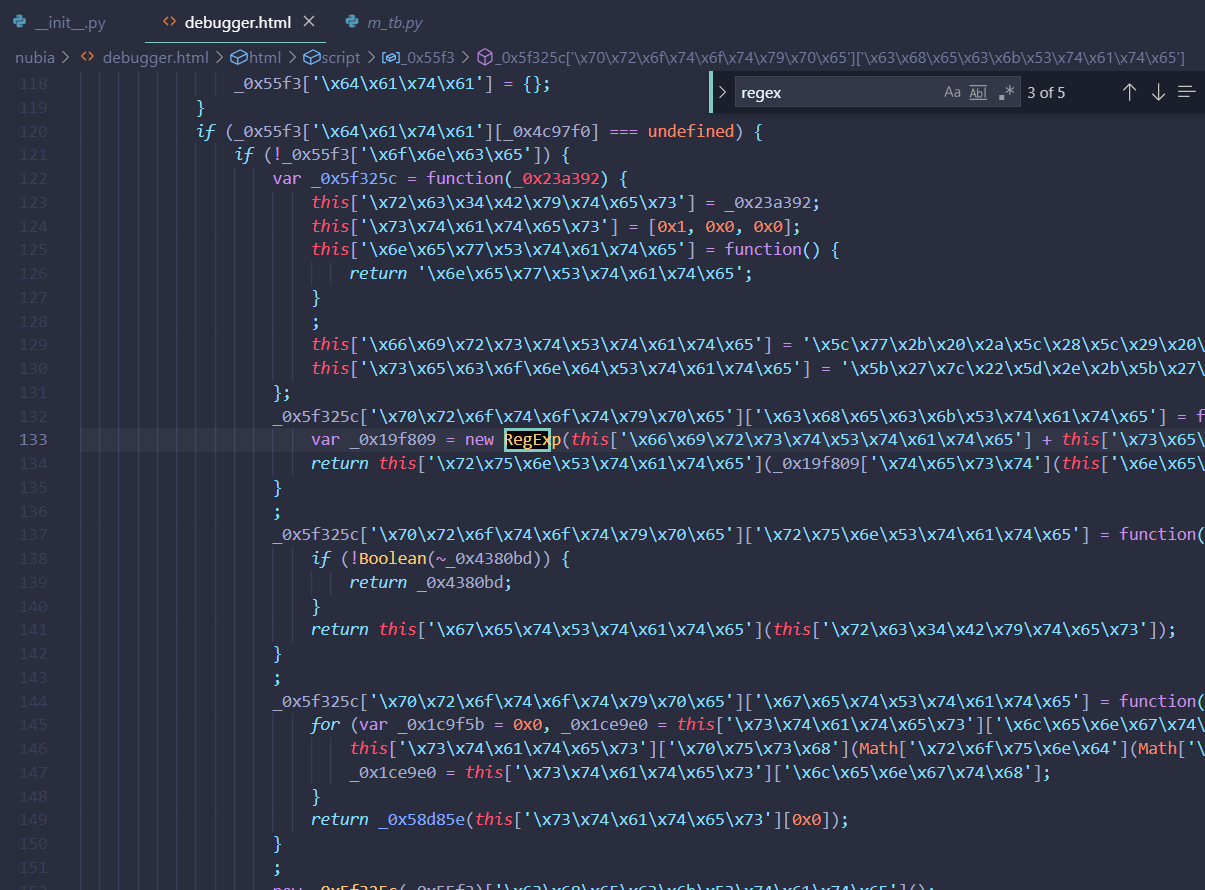 __init__.py debugger.html m_tb.py
nubia > debugger.html > html > script > _0x55f3 > _0x5f325c['\x70\x72\x6f\x74\x6f\x74\x79\x70\x65']['\x63\x68\x65\x63\x6b\x53\x74\x61\x74\x65']
regex Aa Ab .* 3 of 5
118 _0x55f3['\x64\x61\x74\x61'] = {};
119 }
120 if (_0x55f3['\x64\x61\x74\x61'][_0x4c97f0] === undefined) {
121 if (!_0x55f3['\x6f\x6e\x63\x65']) {
122 var _0x5f325c = function(_0x23a392) {
123 this['\x72\x63\x34\x42\x79\x74\x65\x73'] = _0x23a392;
124 this['\x73\x74\x61\x74\x65\x73'] = [0x1, 0x0, 0x0];
125 this['\x6e\x65\x77\x53\x74\x61\x74\x65'] = function() {
126 return '\x6e\x65\x77\x53\x74\x61\x74\x65';
127 }
128 ;
129 this['\x66\x69\x72\x73\x74\x53\x74\x61\x74\x65'] = '\x5c\x77\x2b\x20\x2a\x5c\x28\x5c\x29\x20\
130 this['\x73\x65\x63\x6f\x6e\x64\x53\x74\x61\x74\x65'] = '\x5b\x27\x7c\x22\x5d\x2e\x2b\x5b\x27\
131 };
132 _0x5f325c['\x70\x72\x6f\x74\x6f\x74\x79\x70\x65']['\x63\x68\x65\x63\x6b\x53\x74\x61\x74\x65'] = f
133 var _0x19f809 = new RegExp(this['\x66\x69\x72\x73\x74\x53\x74\x61\x74\x65'] + this['\x73\x65\
134 return this['\x72\x75\x6e\x53\x74\x61\x74\x65'](_0x19f809['\x74\x65\x73\x74'](this['\x6e\x65\
135 }
136 ;
137 _0x5f325c['\x70\x72\x6f\x74\x6f\x74\x79\x70\x65']['\x72\x75\x6e\x53\x74\x61\x74\x65'] = function(
138 if (!Boolean(~_0x4380bd)) {
139 return _0x4380bd;
140 }
141 return this['\x67\x65\x74\x53\x74\x61\x74\x65'](this['\x72\x63\x34\x42\x79\x74\x65\x73']);
142 }
143 ;
144 _0x5f325c['\x70\x72\x6f\x74\x6f\x74\x79\x70\x65']['\x67\x65\x74\x53\x74\x61\x74\x65'] = function(
145 for (var _0x1c9f5b = 0x0, _0x1ce9e0 = this['\x73\x74\x61\x74\x65\x73']['\x6c\x65\x6e\x67\x74\
146 this['\x73\x74\x61\x74\x65\x73']['\x70\x75\x73\x68'](Math['\x72\x6f\x75\x6e\x64'](Math['\
147 _0x1ce9e0 = this['\x73\x74\x61\x74\x65\x73']['\x6c\x65\x6e\x67\x74\x68'];
148 }
149 return _0x58d85e(this['\x73\x74\x61\x74\x65\x73'][0x0]);
150 }
151 ;
152 new _0x5f325c(_0x55f3)['\x63\x68\x65\x63\x6b\x53\x74\x61\x74\x65']();